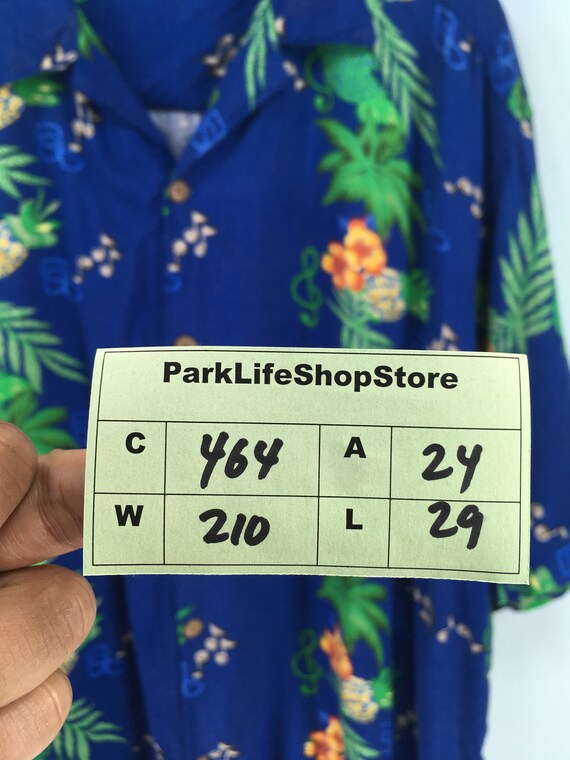 ParkLifeShopStore
C 464 A 24
W 210 L 29